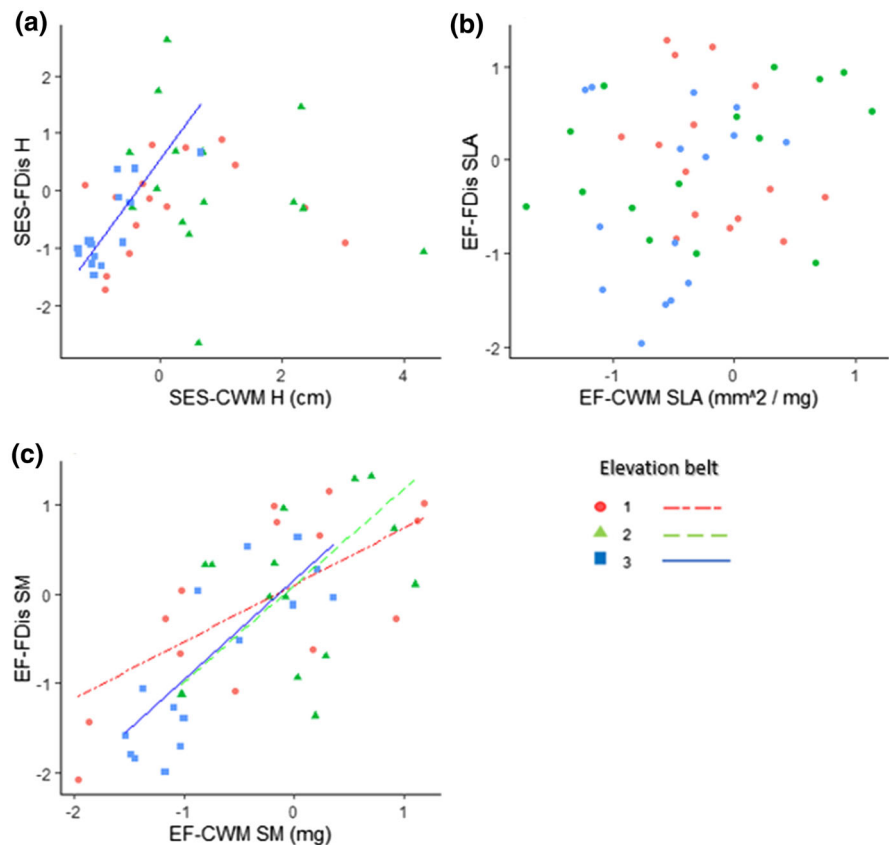 (a)
2
1
0
-1
-2
SES-FDis H
0
2
4
SES-CWM H (cm)
(b)
1
0
-1
-2
EF-FDis SLA
-1
0
1
EF-CWM SLA (mm^2 / mg)
(c)
1
0
-1
-2
EF-FDis SM
-2
-1
0
1
EF-CWM SM (mg)
Elevation belt
1
2
3